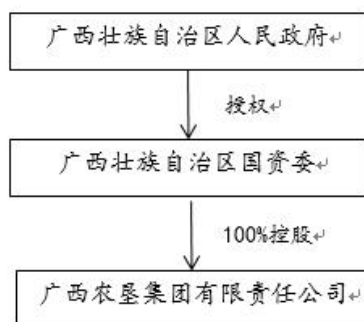 广西壮族自治区人民政府
授权
广西壮族自治区国资委
100%控股
广西农垦集团有限责任公司